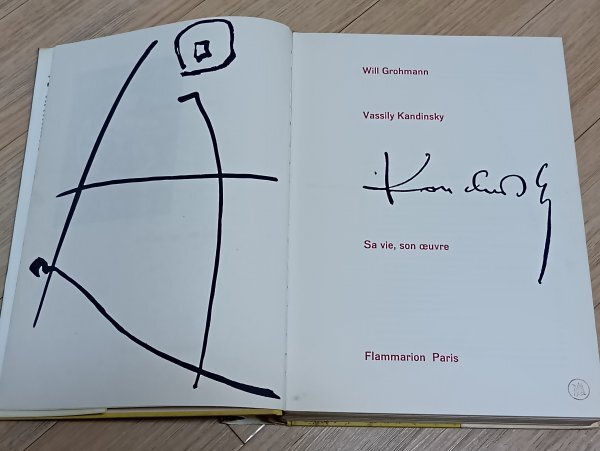 Will Grohmann
Vassily Kandinsky
Kandinsky
Sa vie, son œuvre
Flammarion Paris